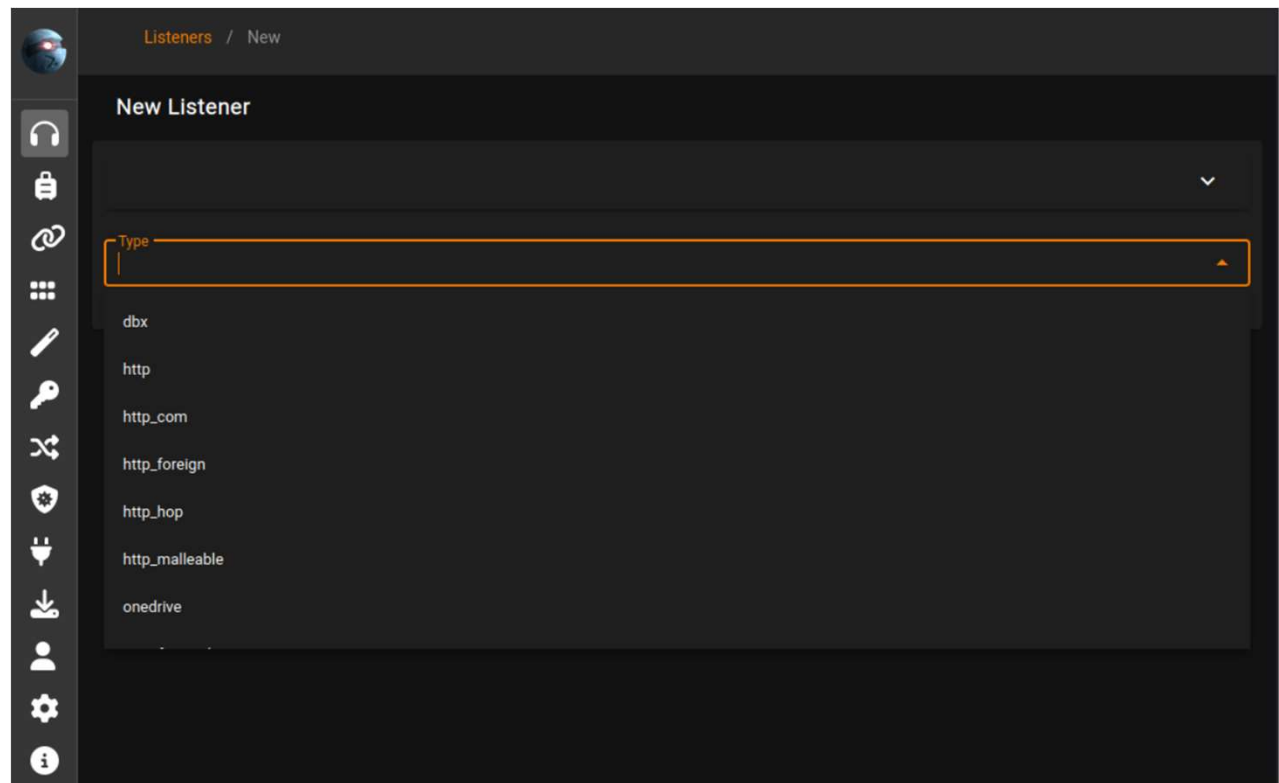 Listeners / New
New Listener
Type
dbx
http
http_com
http_foreign
http_hop
http_malleable
onedrive